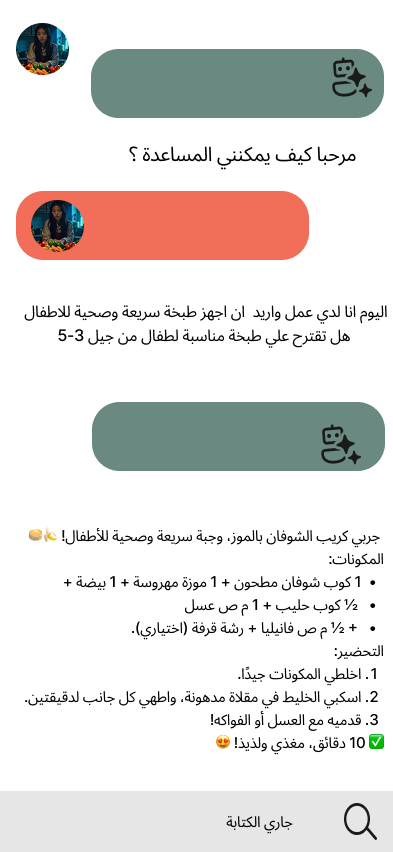 مرحبا كيف يمكنني المساعدة ؟
اليوم انا لدي عمل واريد ان اجهز طبخة سريعة وصحية للاطفال
هل تقترح علي طبخة مناسبة لطفال من جيل 3-5
جربي كريب الشوفان بالموز، وجبة سريعة وصحية للأطفال! 🍌🥞
المكونات:
• 1 كوب شوفان مطحون + 1 موزة مهروسة + 1 بيضة +
• ½ كوب حليب + 1 م ص عسل
• + ½ م ص فانيليا + رشة قرفة (اختياري).
التحضير:
1. اخلطي المكونات جيدًا.
2. اسكبي الخليط في مقلاة مدهونة، واطهي كل جانب لدقيقتين.
3. قدميه مع العسل أو الفواكه!
✅ 10 دقائق، مغذي ولذيذ! 😍
جاري الكتابة